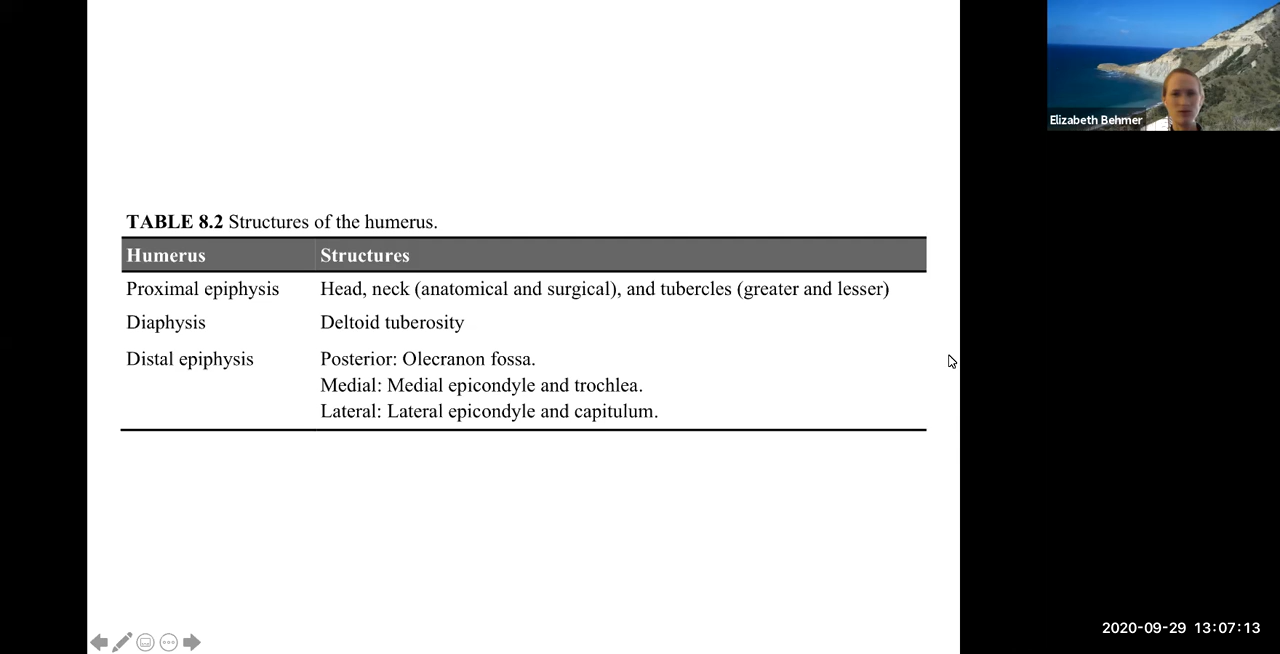 Elizabeth Behmer
TABLE 8.2 Structures of the humerus.
Humerus Structures
Proximal epiphysis Head, neck (anatomical and surgical), and tubercles (greater and lesser)
Diaphysis Deltoid tuberosity
Distal epiphysis Posterior: Olecranon fossa.
Medial: Medial epicondyle and trochlea.
Lateral: Lateral epicondyle and capitulum.
2020-09-29 13:07:13